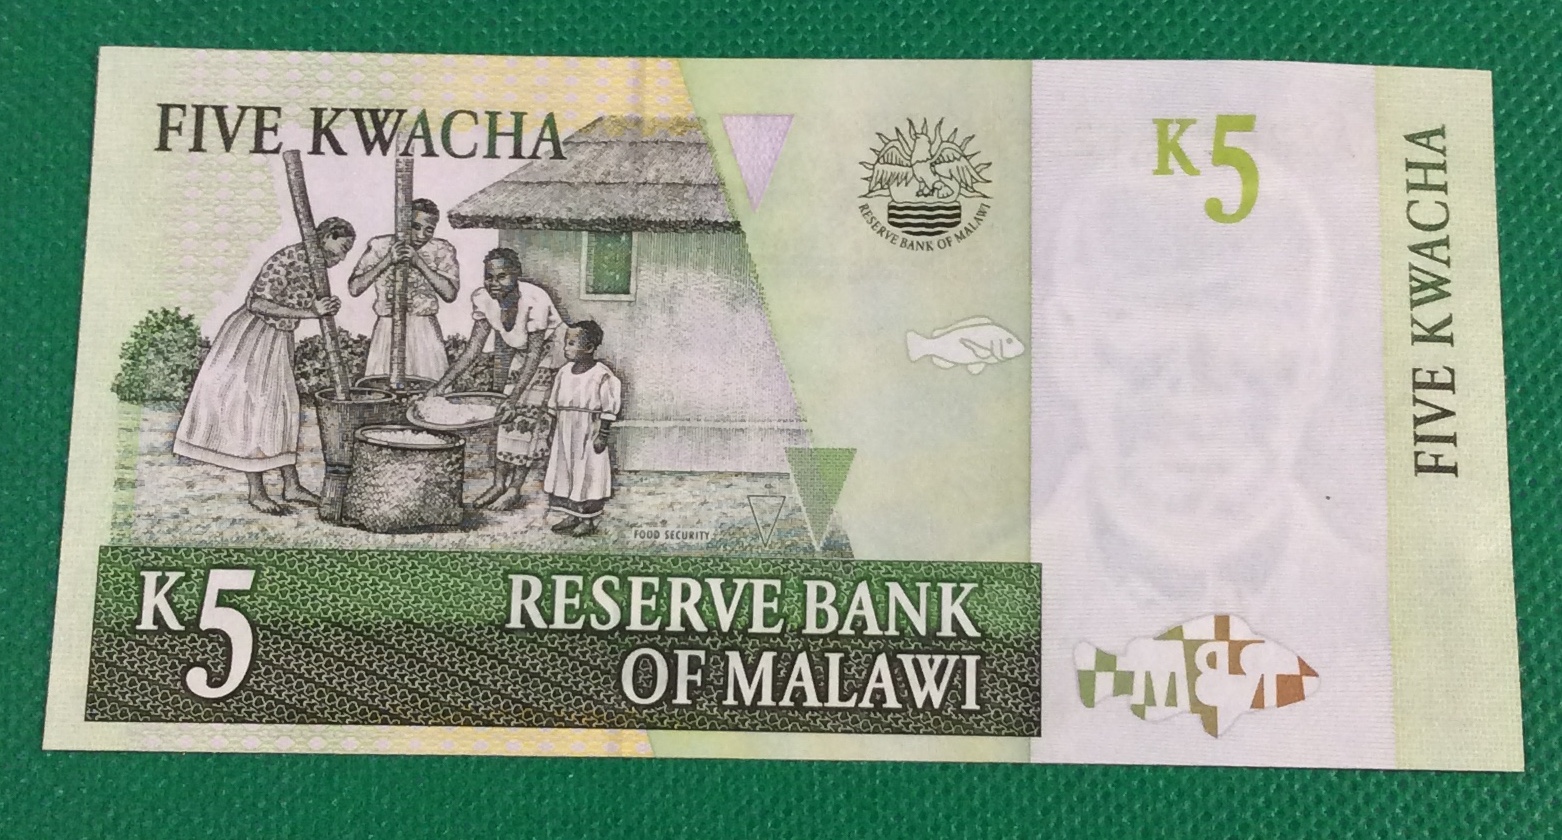 FIVE KWACHA
RESERVE BANK OF MALAWI
K5
FIVE KWACHA
FOOD SECURITY
K5
RESERVE BANK
OF MALAWI